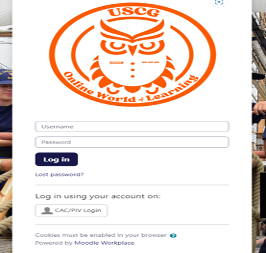 USCG
Online World of Learning
Username
Password
Log in
Lost password?
Log in using your account on:
CAC/PIV Login
Cookies must be enabled in your browser
Powered by Moodle Workplace